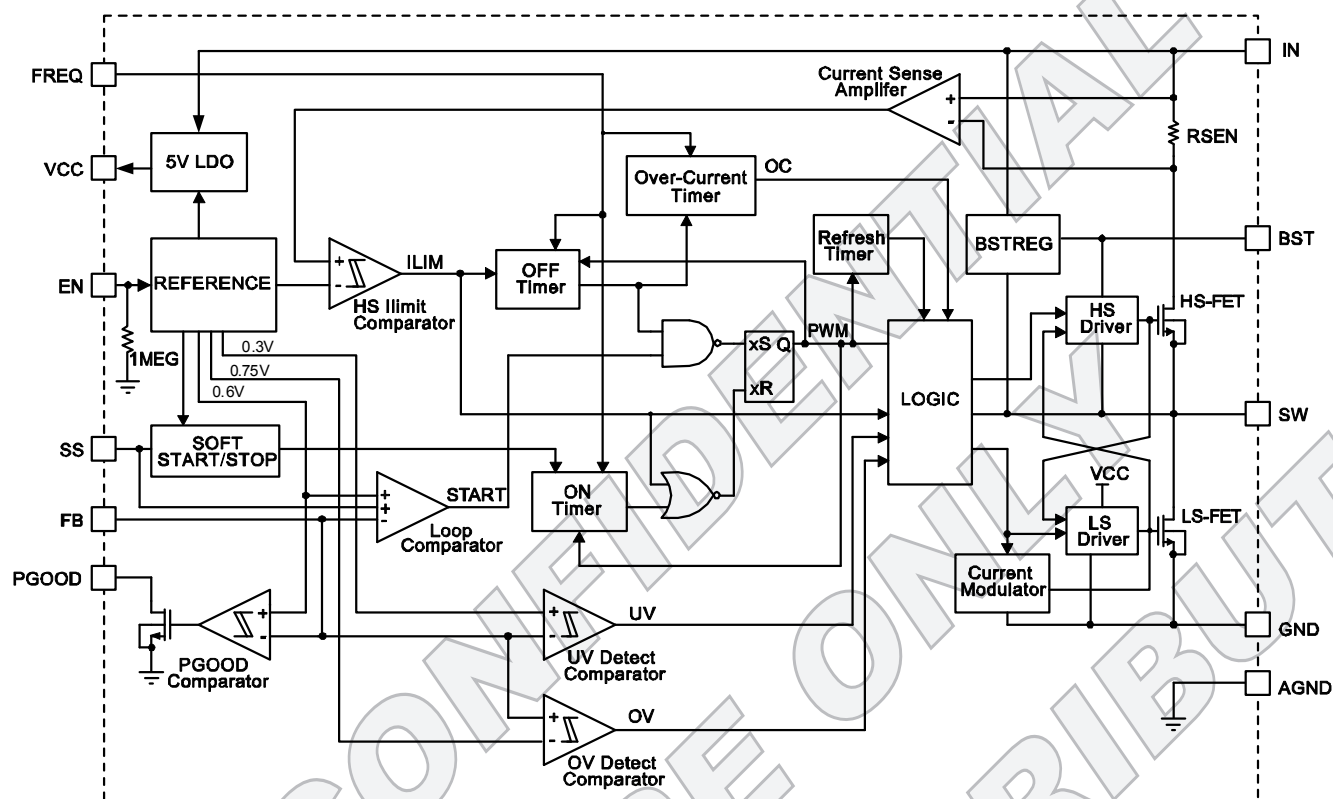 IN
FREQ
Current Sense
Amplifer
+
-
RSEN
5V LDO
VCC
Over-Current
Timer
OC
Refresh
Timer
BSTREG
BST
REFERENCE
EN
+
-
ILIM
HS Ilimit
Comparator
OFF
Timer
HS
Driver
HS-FET
1MEG
0.3V
0.75V
0.6V
xS Q
xR
PWM
LOGIC
SW
SS
SOFT
START/STOP
VCC
ON
Timer
+
+
-
START
Loop
Comparator
FB
LS
Driver
LS-FET
PGOOD
Current
Modulator
+
-
PGOOD
Comparator
+
-
UV
UV Detect
Comparator
GND
AGND
+
-
OV
OV Detect
Comparator
CONFIDENTIAL
E ONLY
RIBUT